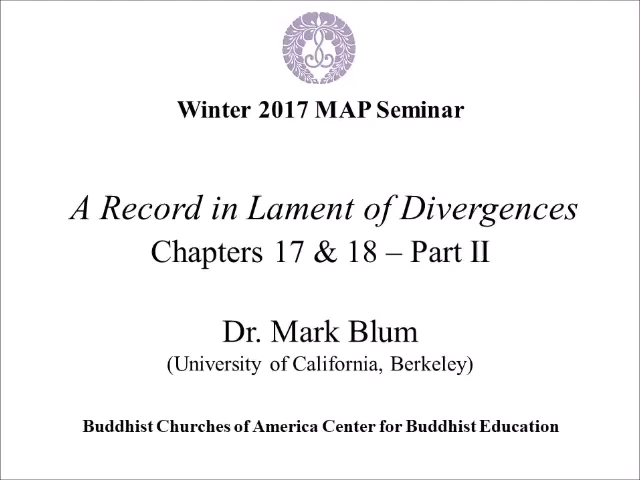 Winter 2017 MAP Seminar
A Record in Lament of Divergences
Chapters 17 & 18 – Part II
Dr. Mark Blum
(University of California, Berkeley)
Buddhist Churches of America Center for Buddhist Education